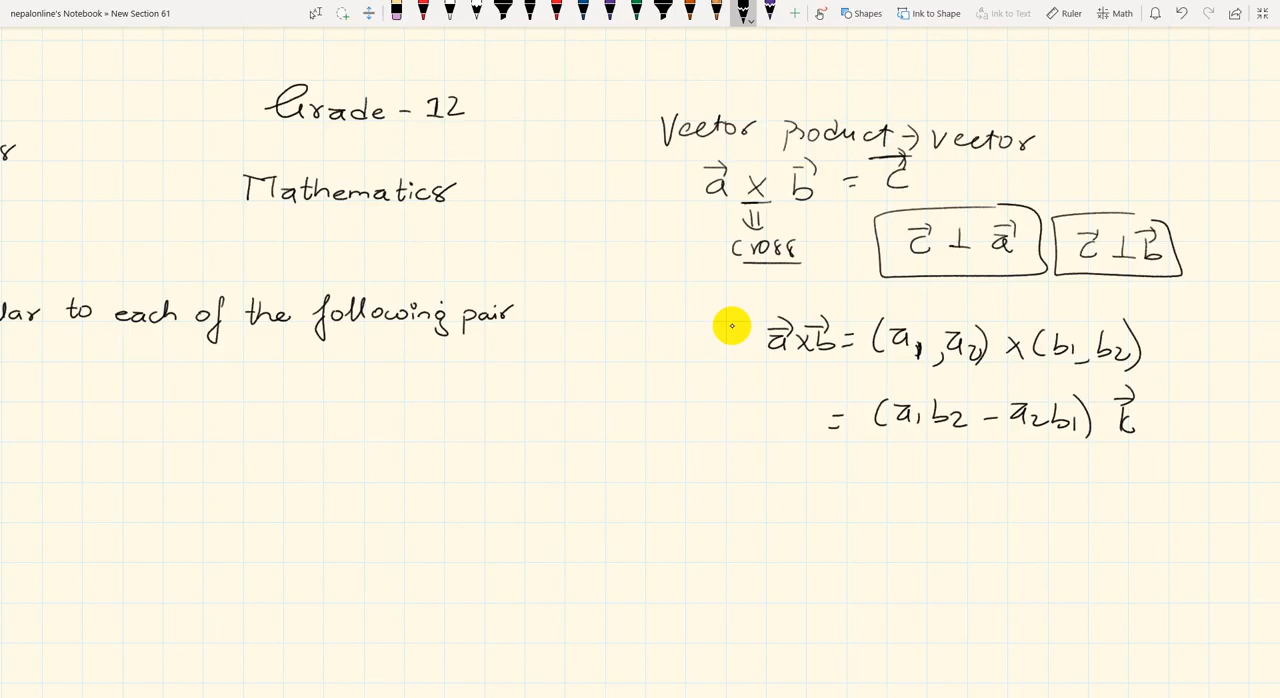 nepalonline's Notebook » New Section 61
Shapes
Ink to Shape
Ink to Text
Ruler
Math
Grade - 12
Mathematics
lar to each of the following pair
Vector product → vector
a⃗ × b⃗ = c⃗
⇓
cross
c⃗ ⊥ a⃗
c⃗ ⊥ b⃗
a⃗ × b⃗ = (a₁, a₂) × (b₁, b₂)
= (a₁b₂ - a₂b₁) k⃗